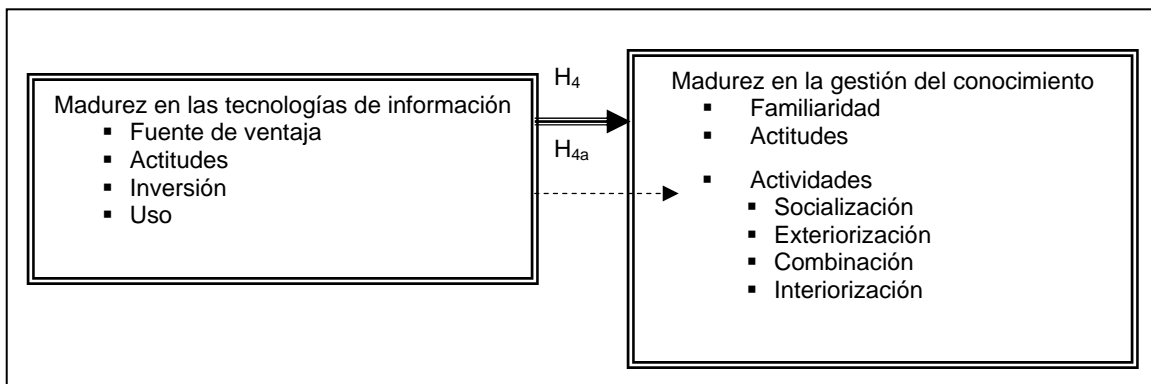 Madurez en las tecnologías de información
▪ Fuente de ventaja
▪ Actitudes
▪ Inversión
▪ Uso
H4
H4a
Madurez en la gestión del conocimiento
▪ Familiaridad
▪ Actitudes
▪ Actividades
▪ Socialización
▪ Exteriorización
▪ Combinación
▪ Interiorización